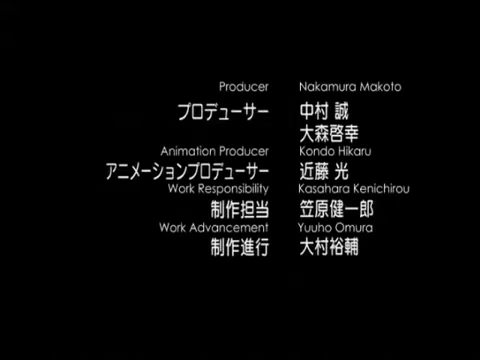 Producer Nakamura Makoto
プロデューサー 中村 誠
大森啓幸
Animation Producer Kondo Hikaru
アニメーションプロデューサー 近藤 光
Work Responsibility Kasahara Kenichirou
制作担当 笠原健一郎
Work Advancement Yuuho Omura
制作進行 大村裕輔